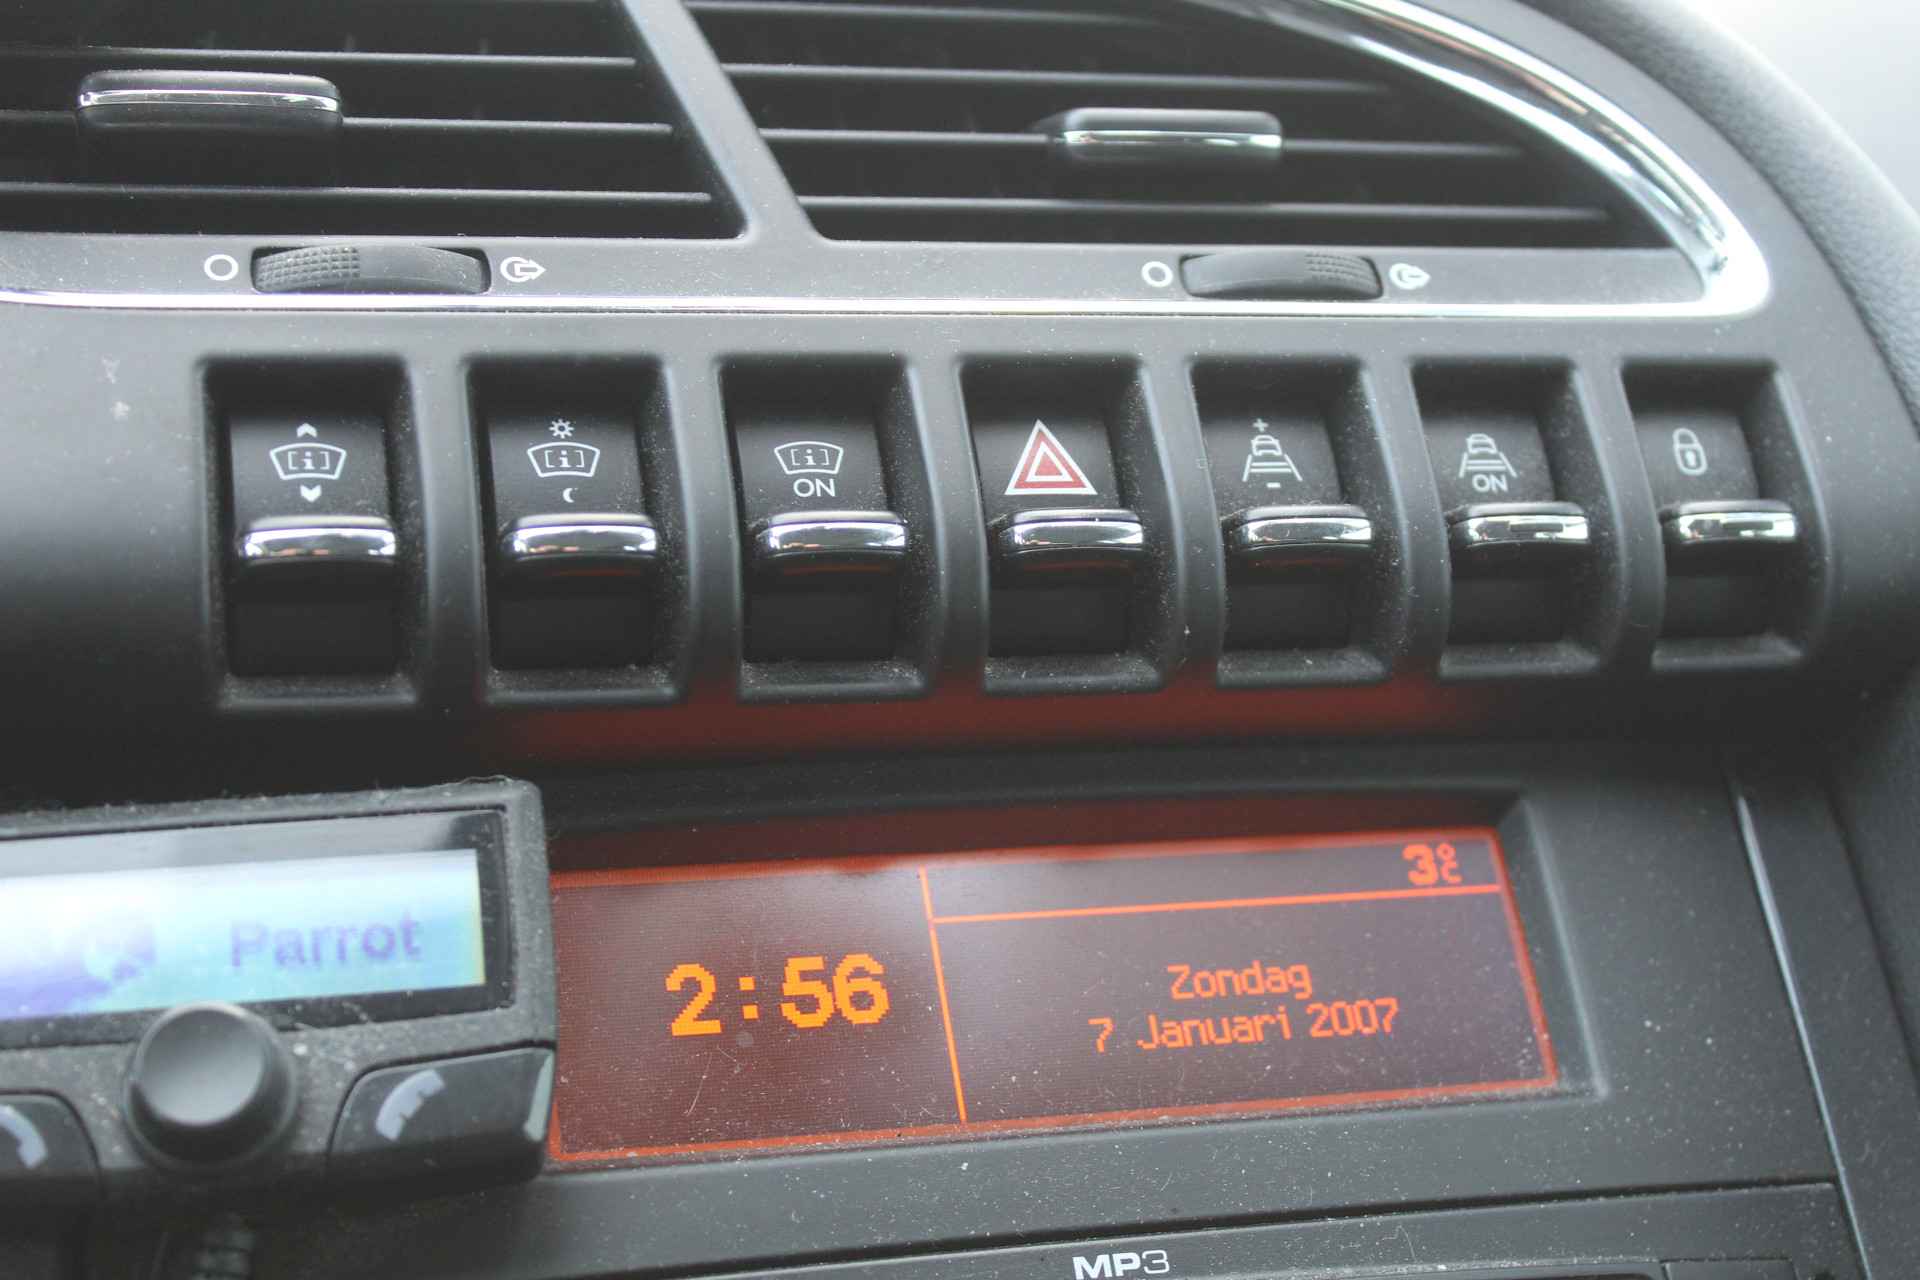 [i]
[i]
[i]
ON
+
-
ON
3°C
Parrot
2:56
Zondag
7 Januari 2007
MP3